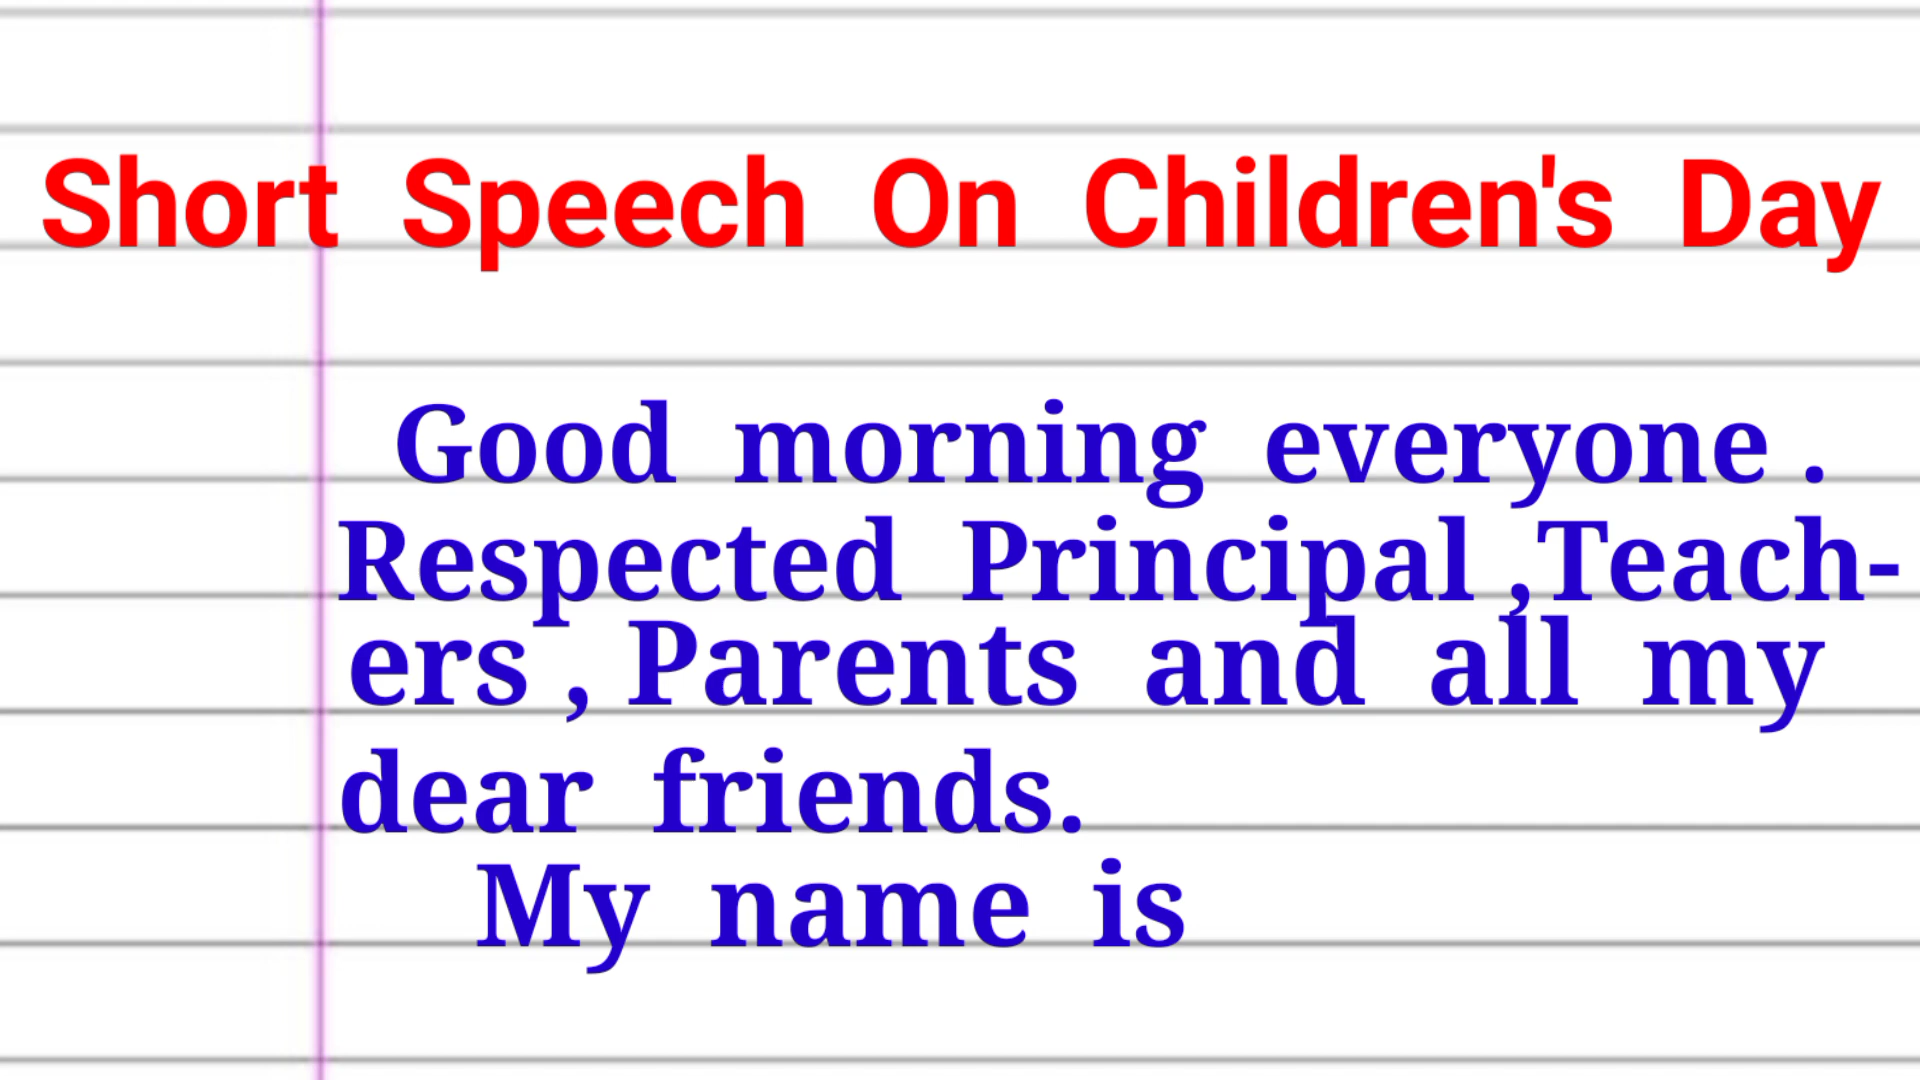 Short Speech On Children's Day
Good morning everyone .
Respected Principal ,Teach-
ers , Parents and all my
dear friends.
My name is